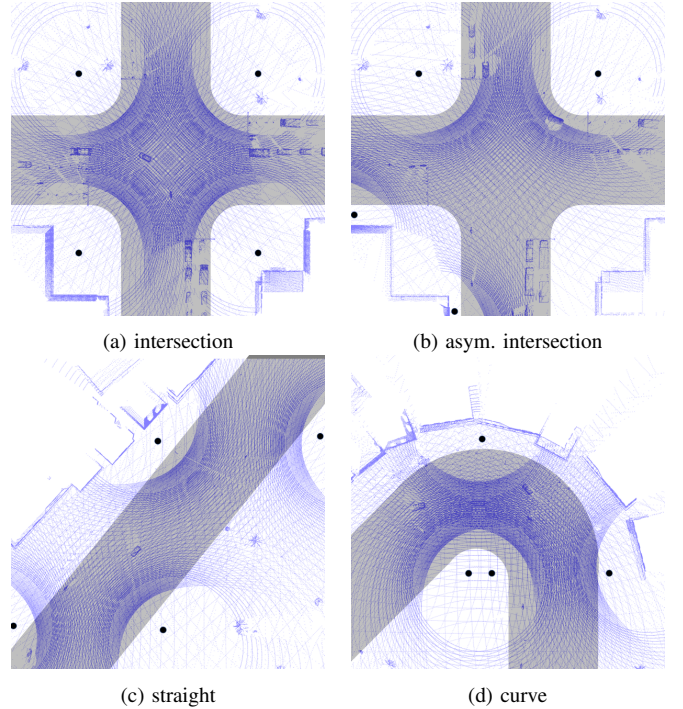 (a) intersection
(b) asym. intersection
(c) straight
(d) curve